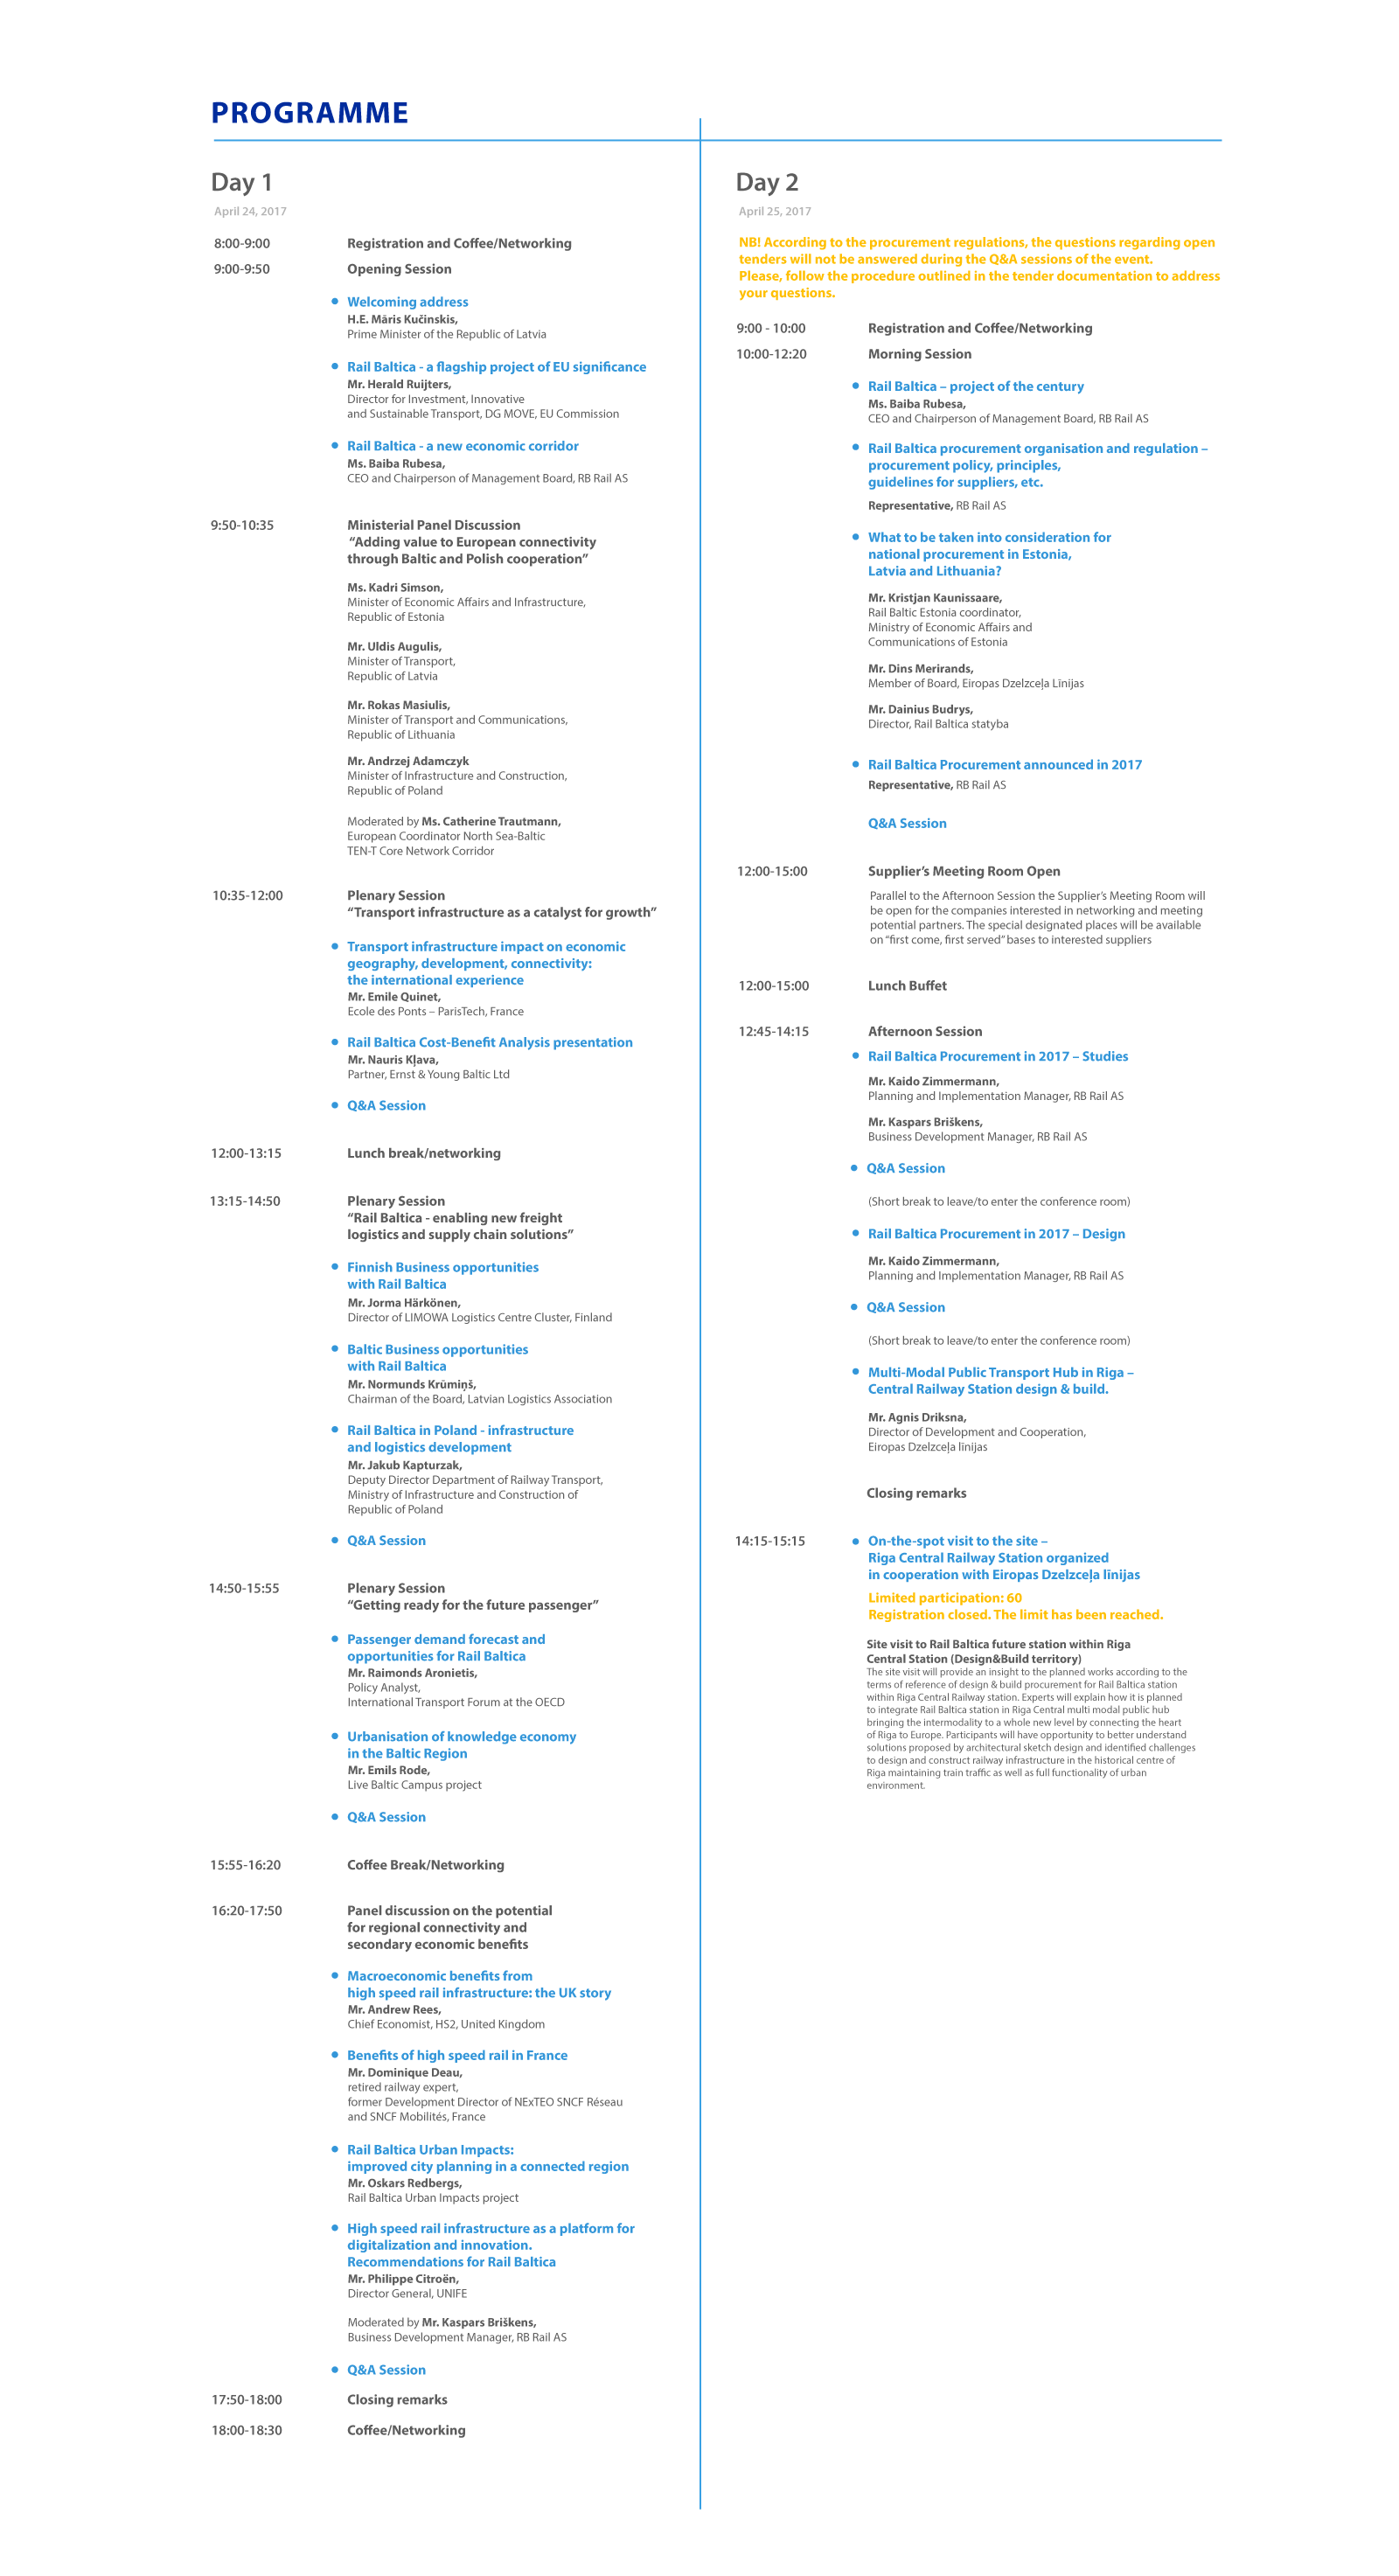 PROGRAMME
Day 1
April 24, 2017
8:00-9:00 Registration and Coffee/Networking
9:00-9:50 Opening Session
• Welcoming address
H.E. Māris Kučinskis,
Prime Minister of the Republic of Latvia
• Rail Baltica - a flagship project of EU significance
Mr. Herald Ruijters,
Director for Investment, Innovative
and Sustainable Transport, DG MOVE, EU Commission
• Rail Baltica - a new economic corridor
Ms. Baiba Rubesa,
CEO and Chairperson of Management Board, RB Rail AS
9:50-10:35 Ministerial Panel Discussion
“Adding value to European connectivity
through Baltic and Polish cooperation”
Ms. Kadri Simson,
Minister of Economic Affairs and Infrastructure,
Republic of Estonia
Mr. Uldis Augulis,
Minister of Transport,
Republic of Latvia
Mr. Rokas Masiulis,
Minister of Transport and Communications,
Republic of Lithuania
Mr. Andrzej Adamczyk
Minister of Infrastructure and Construction,
Republic of Poland
Moderated by Ms. Catherine Trautmann,
European Coordinator North Sea-Baltic
TEN-T Core Network Corridor
10:35-12:00 Plenary Session
“Transport infrastructure as a catalyst for growth”
• Transport infrastructure impact on economic
geography, development, connectivity:
the international experience
Mr. Emile Quinet,
Ecole des Ponts – ParisTech, France
• Rail Baltica Cost-Benefit Analysis presentation
Mr. Nauris Kļava,
Partner, Ernst & Young Baltic Ltd
• Q&A Session
12:00-13:15 Lunch break/networking
13:15-14:50 Plenary Session
“Rail Baltica - enabling new freight
logistics and supply chain solutions”
• Finnish Business opportunities
with Rail Baltica
Mr. Jorma Härkönen,
Director of LIMOWA Logistics Centre Cluster, Finland
• Baltic Business opportunities
with Rail Baltica
Mr. Normunds Krūmiņš,
Chairman of the Board, Latvian Logistics Association
• Rail Baltica in Poland - infrastructure
and logistics development
Mr. Jakub Kapturzak,
Deputy Director Department of Railway Transport,
Ministry of Infrastructure and Construction of
Republic of Poland
• Q&A Session
14:50-15:55 Plenary Session
“Getting ready for the future passenger”
• Passenger demand forecast and
opportunities for Rail Baltica
Mr. Raimonds Aronietis,
Policy Analyst,
International Transport Forum at the OECD
• Urbanisation of knowledge economy
in the Baltic Region
Mr. Emils Rode,
Live Baltic Campus project
• Q&A Session
15:55-16:20 Coffee Break/Networking
16:20-17:50 Panel discussion on the potential
for regional connectivity and
secondary economic benefits
• Macroeconomic benefits from
high speed rail infrastructure: the UK story
Mr. Andrew Rees,
Chief Economist, HS2, United Kingdom
• Benefits of high speed rail in France
Mr. Dominique Deau,
retired railway expert,
former Development Director of NExTEO SNCF Réseau
and SNCF Mobilités, France
• Rail Baltica Urban Impacts:
improved city planning in a connected region
Mr. Oskars Redbergs,
Rail Baltica Urban Impacts project
• High speed rail infrastructure as a platform for
digitalization and innovation.
Recommendations for Rail Baltica
Mr. Philippe Citroën,
Director General, UNIFE
Moderated by Mr. Kaspars Briškens,
Business Development Manager, RB Rail AS
• Q&A Session
17:50-18:00 Closing remarks
18:00-18:30 Coffee/Networking
Day 2
April 25, 2017
NB! According to the procurement regulations, the questions regarding open
tenders will not be answered during the Q&A sessions of the event.
Please, follow the procedure outlined in the tender documentation to address
your questions.
9:00 - 10:00 Registration and Coffee/Networking
10:00-12:20 Morning Session
• Rail Baltica – project of the century
Ms. Baiba Rubesa,
CEO and Chairperson of Management Board, RB Rail AS
• Rail Baltica procurement organisation and regulation –
procurement policy, principles,
guidelines for suppliers, etc.
Representative, RB Rail AS
• What to be taken into consideration for
national procurement in Estonia,
Latvia and Lithuania?
Mr. Kristjan Kaunissaare,
Rail Baltic Estonia coordinator,
Ministry of Economic Affairs and
Communications of Estonia
Mr. Dins Merirands,
Member of Board, Eiropas Dzelzceļa Līnijas
Mr. Dainius Budrys,
Director, Rail Baltica statyba
• Rail Baltica Procurement announced in 2017
Representative, RB Rail AS
Q&A Session
12:00-15:00 Supplier’s Meeting Room Open
Parallel to the Afternoon Session the Supplier’s Meeting Room will
be open for the companies interested in networking and meeting
potential partners. The special designated places will be available
on “first come, first served” bases to interested suppliers
12:00-15:00 Lunch Buffet
12:45-14:15 Afternoon Session
• Rail Baltica Procurement in 2017 – Studies
Mr. Kaido Zimmermann,
Planning and Implementation Manager, RB Rail AS
Mr. Kaspars Briškens,
Business Development Manager, RB Rail AS
• Q&A Session
(Short break to leave/to enter the conference room)
• Rail Baltica Procurement in 2017 – Design
Mr. Kaido Zimmermann,
Planning and Implementation Manager, RB Rail AS
• Q&A Session
(Short break to leave/to enter the conference room)
• Multi-Modal Public Transport Hub in Riga –
Central Railway Station design & build.
Mr. Agnis Driksna,
Director of Development and Cooperation,
Eiropas Dzelzceļa līnijas
Closing remarks
14:15-15:15 • On-the-spot visit to the site –
Riga Central Railway Station organized
in cooperation with Eiropas Dzelzceļa līnijas
Limited participation: 60
Registration closed. The limit has been reached.
Site visit to Rail Baltica future station within Riga
Central Station (Design&Build territory)
The site visit will provide an insight to the planned works according to the
terms of reference of design & build procurement for Rail Baltica station
within Riga Central Railway station. Experts will explain how it is planned
to integrate Rail Baltica station in Riga Central multi modal public hub
bringing the intermodality to a whole new level by connecting the heart
of Riga to Europe. Participants will have opportunity to better understand
solutions proposed by architectural sketch design and identified challenges
to design and construct railway infrastructure in the historical centre of
Riga maintaining train traffic as well as full functionality of urban
environment.